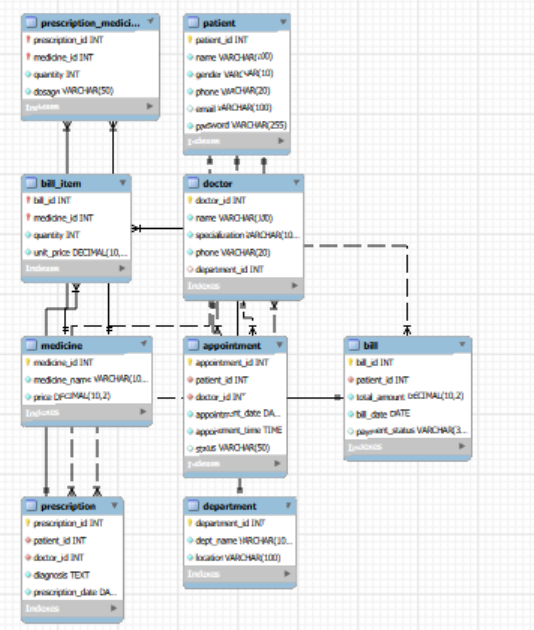 prescription_medici...
prescription_id INT
medicine_id INT
quantity INT
dosage VARCHAR(50)
Indexes
patient
patient_id INT
name VARCHAR(100)
gender VARCHAR(10)
phone VARCHAR(20)
email VARCHAR(100)
password VARCHAR(255)
Indexes
bill_item
bill_id INT
medicine_id INT
quantity INT
unit_price DECIMAL(10,...
Indexes
doctor
doctor_id INT
name VARCHAR(100)
specialization VARCHAR(10...
phone VARCHAR(20)
department_id INT
Indexes
medicine
medicine_id INT
medicine_name VARCHAR(10...
price DECIMAL(10,2)
Indexes
appointment
appointment_id INT
patient_id INT
doctor_id INT
appointment_date DA...
appointment_time TIME
status VARCHAR(50)
Indexes
bill
bill_id INT
patient_id INT
total_amount DECIMAL(10,2)
bill_date DATE
payment_status VARCHAR(3...
Indexes
prescription
prescription_id INT
patient_id INT
doctor_id INT
diagnosis TEXT
prescription_date DA...
Indexes
department
department_id INT
dept_name VARCHAR(10...
location VARCHAR(100)
Indexes